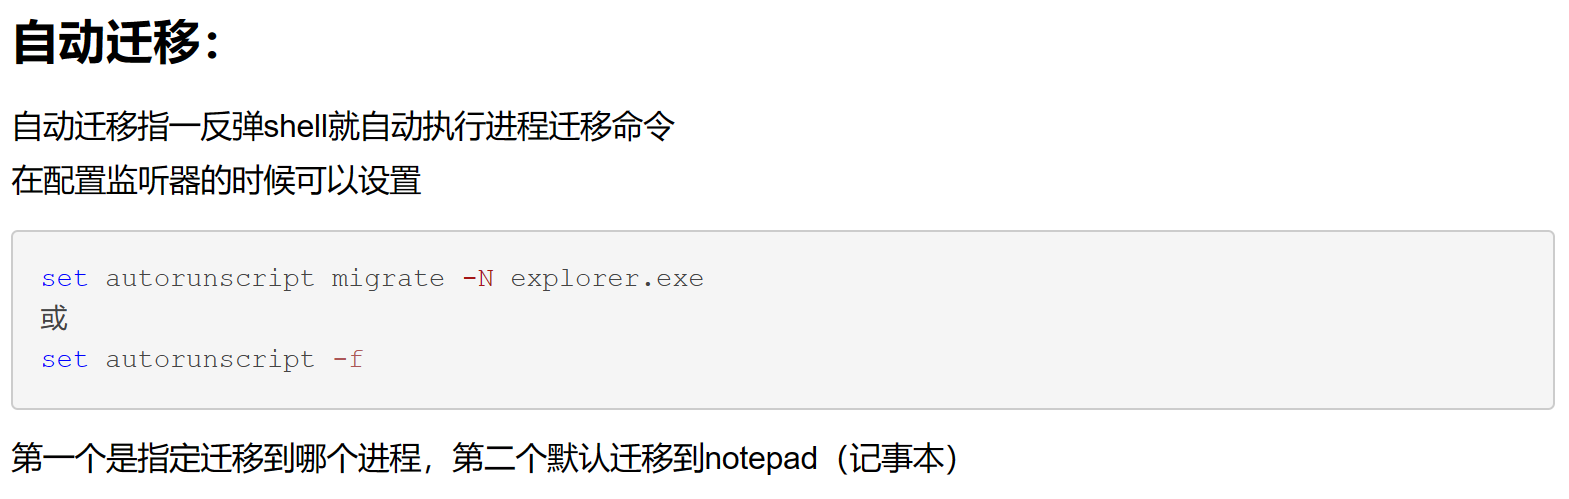 自动迁移：
自动迁移指一反弹shell就自动执行进程迁移命令
在配置监听器的时候可以设置
set autorunscript migrate -N explorer.exe
或
set autorunscript -f
第一个是指定迁移到哪个进程，第二个默认迁移到notepad（记事本）